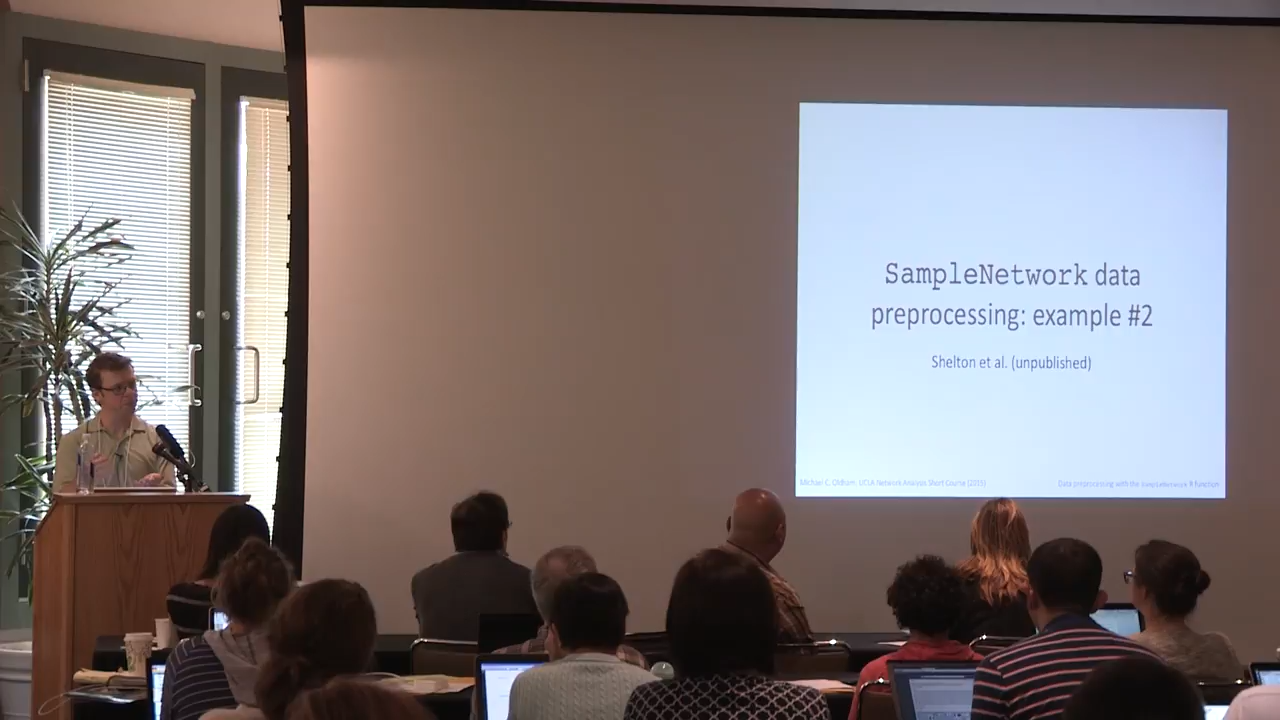 SampleNetwork data
preprocessing: example #2
Shelton et al. (unpublished)
Michael C. Oldham, UCLA Network Analysis Short Course (2015)
Data preprocessing with the SampleNetwork R function